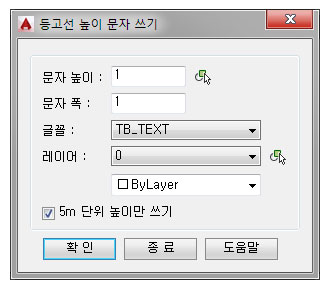 등고선 높이 문자 쓰기
문자 높이 : 1
문자 폭 : 1
글꼴 : TB_TEXT
레이어 : 0
ByLayer
5m 단위 높이만 쓰기
확 인 종 료 도움말